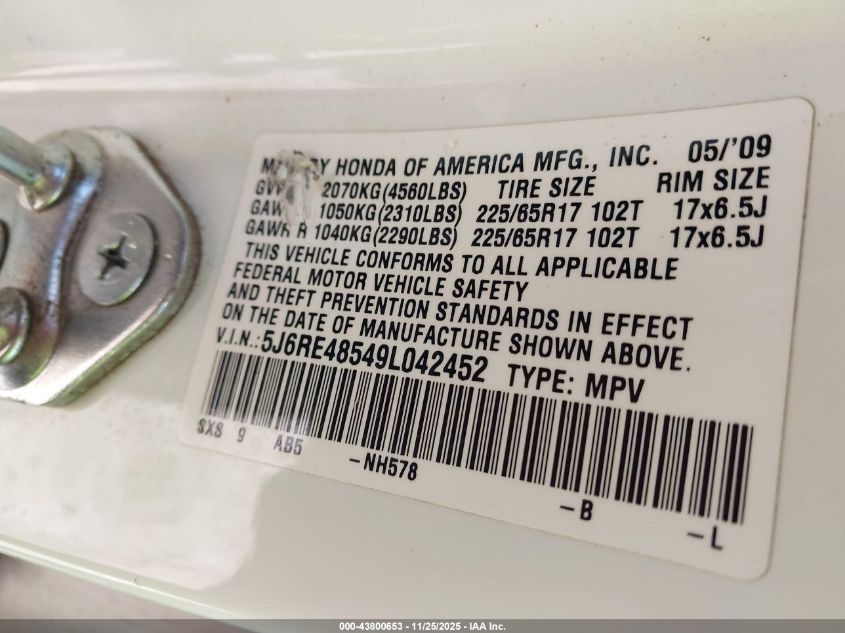 BY HONDA OF AMERICA MFG., INC. 05/'09
2070KG(4560LBS) TIRE SIZE RIM SIZE
1050KG(2310LBS) 225/65R17 102T 17x6.5J
GAWR R 1040KG(2290LBS) 225/65R17 102T 17x6.5J
THIS VEHICLE CONFORMS TO ALL APPLICABLE
FEDERAL MOTOR VEHICLE SAFETY
AND THEFT PREVENTION STANDARDS IN EFFECT
ON THE DATE OF MANUFACTURE SHOWN ABOVE.
V.I.N.:5J6RE48549L042452 TYPE: MPV
SXS 9 AB5 -NH578 -B -L
000-43800653 - 11/25/2025 - IAA Inc.